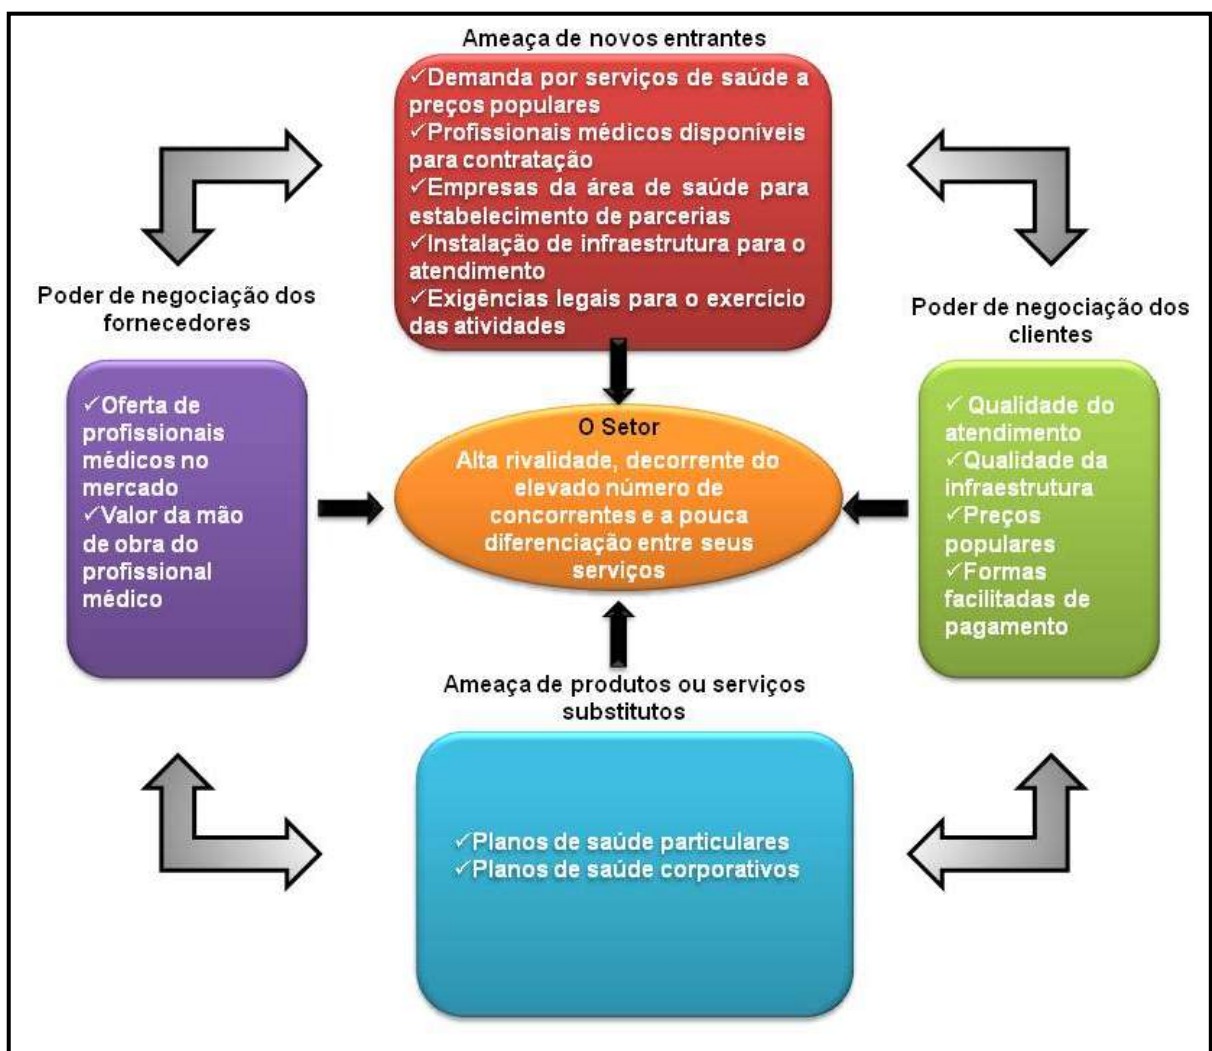 Ameaça de novos entrantes
✓Demanda por serviços de saúde a
preços populares
✓Profissionais médicos disponíveis
para contratação
✓Empresas da área de saúde para
estabelecimento de parcerias
✓Instalação de infraestrutura para o
atendimento
✓Exigências legais para o exercício
das atividades
Poder de negociação dos
fornecedores
✓Oferta de
profissionais
médicos no
mercado
✓Valor da mão
de obra do
profissional
médico
O Setor
Alta rivalidade, decorrente do
elevado número de
concorrentes e a pouca
diferenciação entre seus
serviços
Poder de negociação dos
clientes
✓ Qualidade do
atendimento
✓Qualidade da
infraestrutura
✓Preços
populares
✓Formas
facilitadas de
pagamento
Ameaça de produtos ou serviços
substitutos
✓Planos de saúde particulares
✓Planos de saúde corporativos